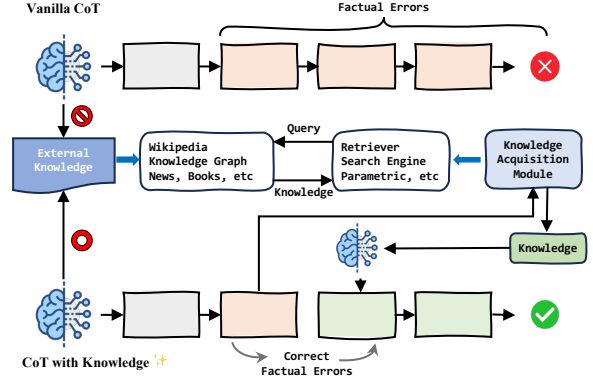 Vanilla CoT
Factual Errors
External
Knowledge
Wikipedia
Knowledge Graph
News, Books, etc
Query
Knowledge
Retriever
Search Engine
Parametric, etc
Knowledge
Acquisition
Module
Knowledge
CoT with Knowledge
Correct
Factual Errors